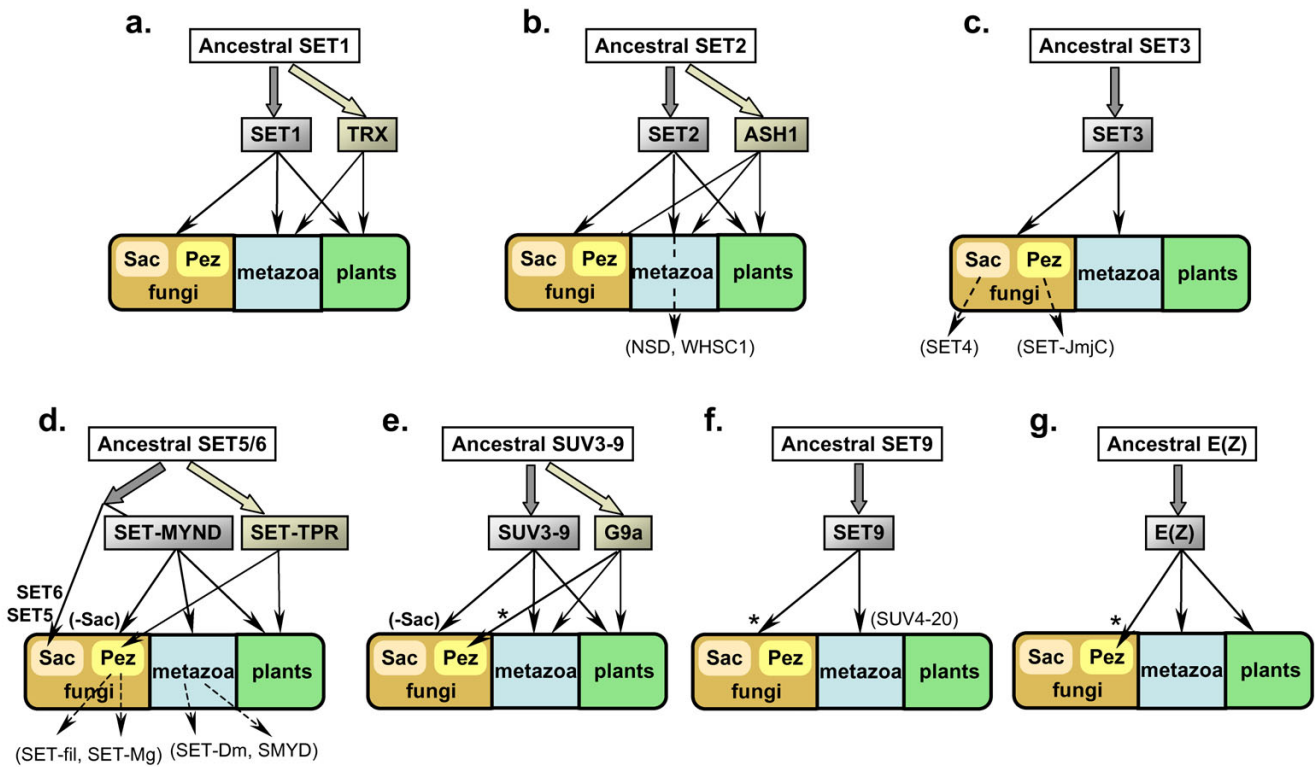 a.
Ancestral SET1
SET1
TRX
Sac
Pez
fungi
metazoa
plants
b.
Ancestral SET2
SET2
ASH1
Sac
Pez
fungi
metazoa
plants
(NSD, WHSC1)
c.
Ancestral SET3
SET3
Sac
Pez
fungi
metazoa
plants
(SET4)
(SET-JmjC)
d.
Ancestral SET5/6
SET-MYND
SET-TPR
SET6
SET5
(-Sac)
Sac
Pez
fungi
metazoa
plants
(SET-fil, SET-Mg)
(SET-Dm, SMYD)
e.
Ancestral SUV3-9
SUV3-9
G9a
(-Sac)
*
Sac
Pez
fungi
metazoa
plants
f.
Ancestral SET9
SET9
*
(SUV4-20)
Sac
Pez
fungi
metazoa
plants
g.
Ancestral E(Z)
E(Z)
*
Sac
Pez
fungi
metazoa
plants